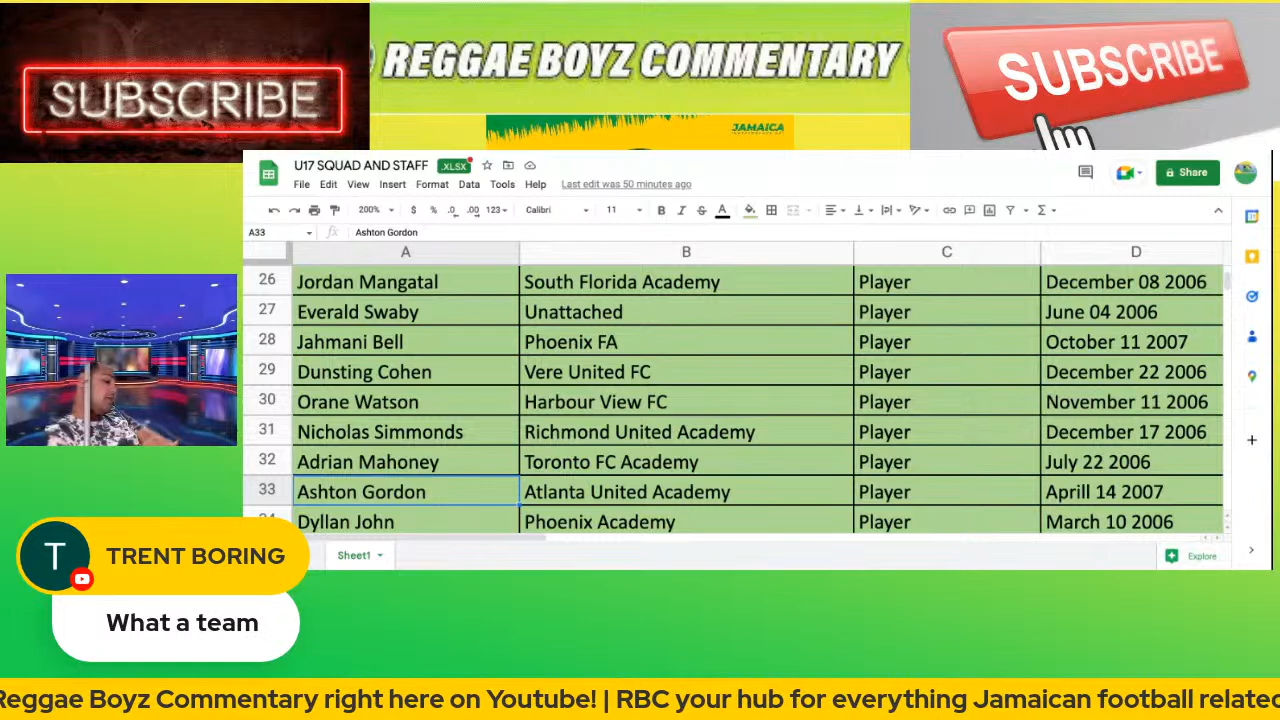 SUBSCRIBE
REGGAE BOYZ COMMENTARY
SUBSCRIBE
JAMAICA
U17 SQUAD AND STAFF .XLSX
Share
File Edit View Insert Format Data Tools Help Last edit was 50 minutes ago
200% $ % .0 .00 123 Calibri 11 B I S A
A33 fx Ashton Gordon
A B C D
26 Jordan Mangatal South Florida Academy Player December 08 2006
27 Everald Swaby Unattached Player June 04 2006
28 Jahmani Bell Phoenix FA Player October 11 2007
29 Dunsting Cohen Vere United FC Player December 22 2006
30 Orane Watson Harbour View FC Player November 11 2006
31 Nicholas Simmonds Richmond United Academy Player December 17 2006
32 Adrian Mahoney Toronto FC Academy Player July 22 2006
33 Ashton Gordon Atlanta United Academy Player Aprill 14 2007
Dyllan John Phoenix Academy Player March 10 2006
Sheet1
Explore
T TRENT BORING
What a team
Reggae Boyz Commentary right here on Youtube! | RBC your hub for everything Jamaican football related